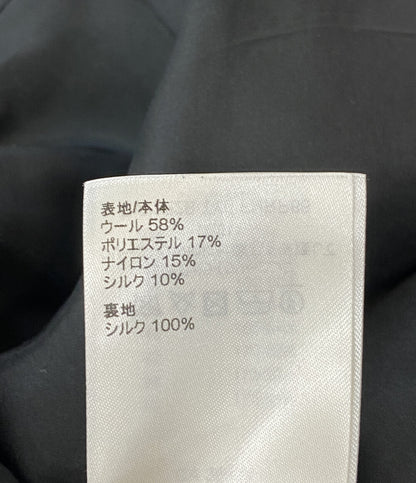 表地/本体
ウール 58%
ポリエステル 17%
ナイロン 15%
シルク 10%
裏地
シルク 100%